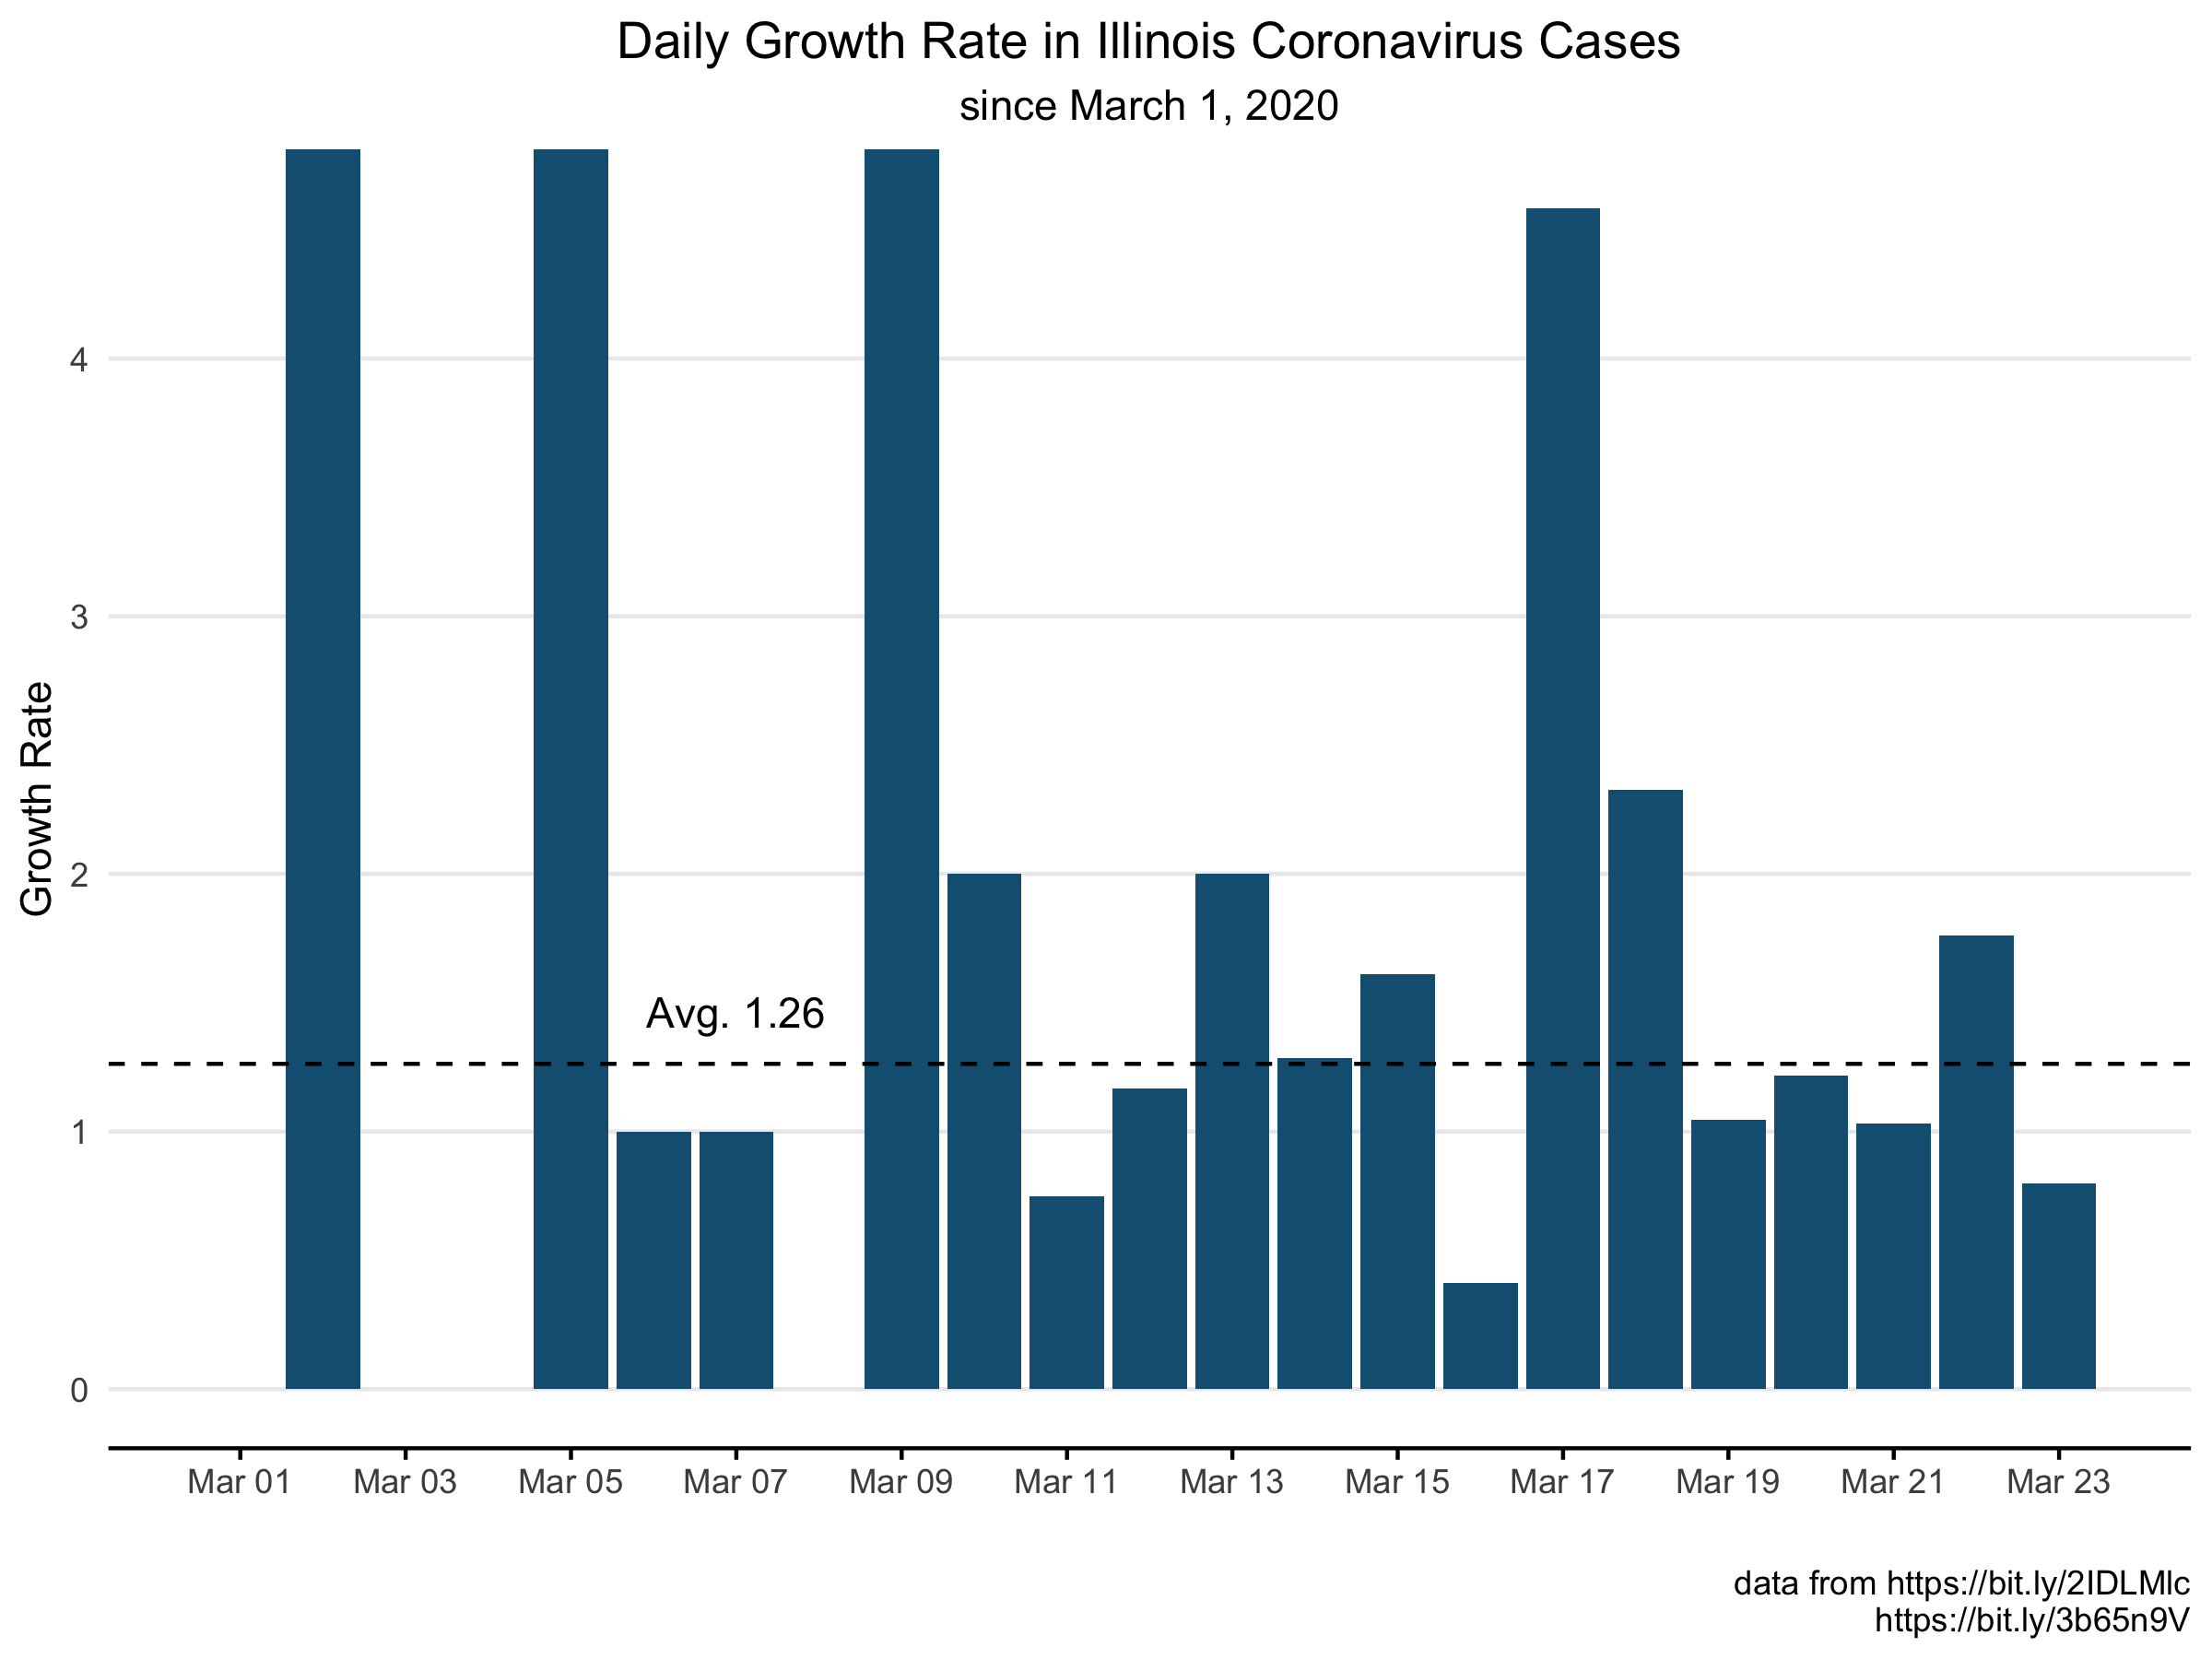 Daily Growth Rate in Illinois Coronavirus Cases
since March 1, 2020
Growth Rate
4
3
2
1
0
Avg. 1.26
Mar 01 Mar 03 Mar 05 Mar 07 Mar 09 Mar 11 Mar 13 Mar 15 Mar 17 Mar 19 Mar 21 Mar 23
data from https://bit.ly/2IDLMlc
https://bit.ly/3b65n9V